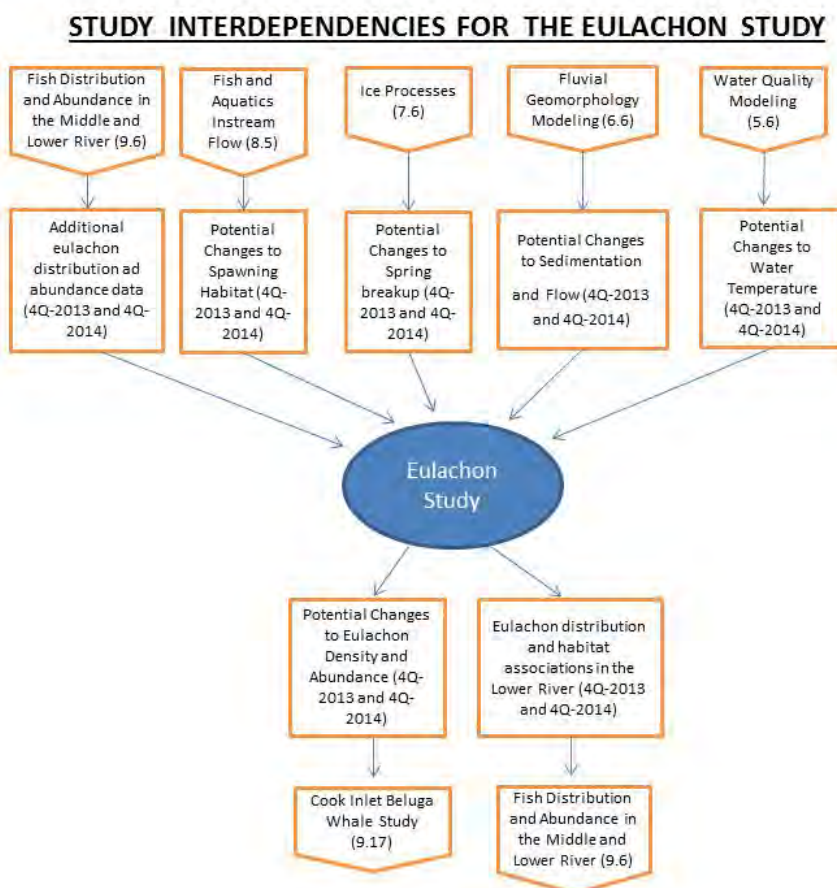 STUDY INTERDEPENDENCIES FOR THE EULACHON STUDY
Fish Distribution
and Abundance in
the Middle and
Lower River (9.6)
Fish and
Aquatics
Instream
Flow (8.5)
Ice Processes
(7.6)
Fluvial
Geomorphology
Modeling (6.6)
Water Quality
Modeling
(5.6)
Additional
eulachon
distribution ad
abundance data
(4Q-2013 and 4Q-
2014)
Potential
Changes to
Spawning
Habitat (4Q-
2013 and 4Q-
2014)
Potential
Changes to
Spring
breakup (4Q-
2013 and 4Q-
2014)
Potential Changes
to Sedimentation
and Flow (4Q-2013
and 4Q-2014)
Potential
Changes to
Water
Temperature
(4Q-2013 and
4Q-2014)
Eulachon
Study
Potential Changes
to Eulachon
Density and
Abundance (4Q-
2013 and 4Q-
2014)
Eulachon distribution
and habitat
associations in the
Lower River (4Q-2013
and 4Q-2014)
Cook Inlet Beluga
Whale Study
(9.17)
Fish Distribution
and Abundance in
the Middle and
Lower River (9.6)